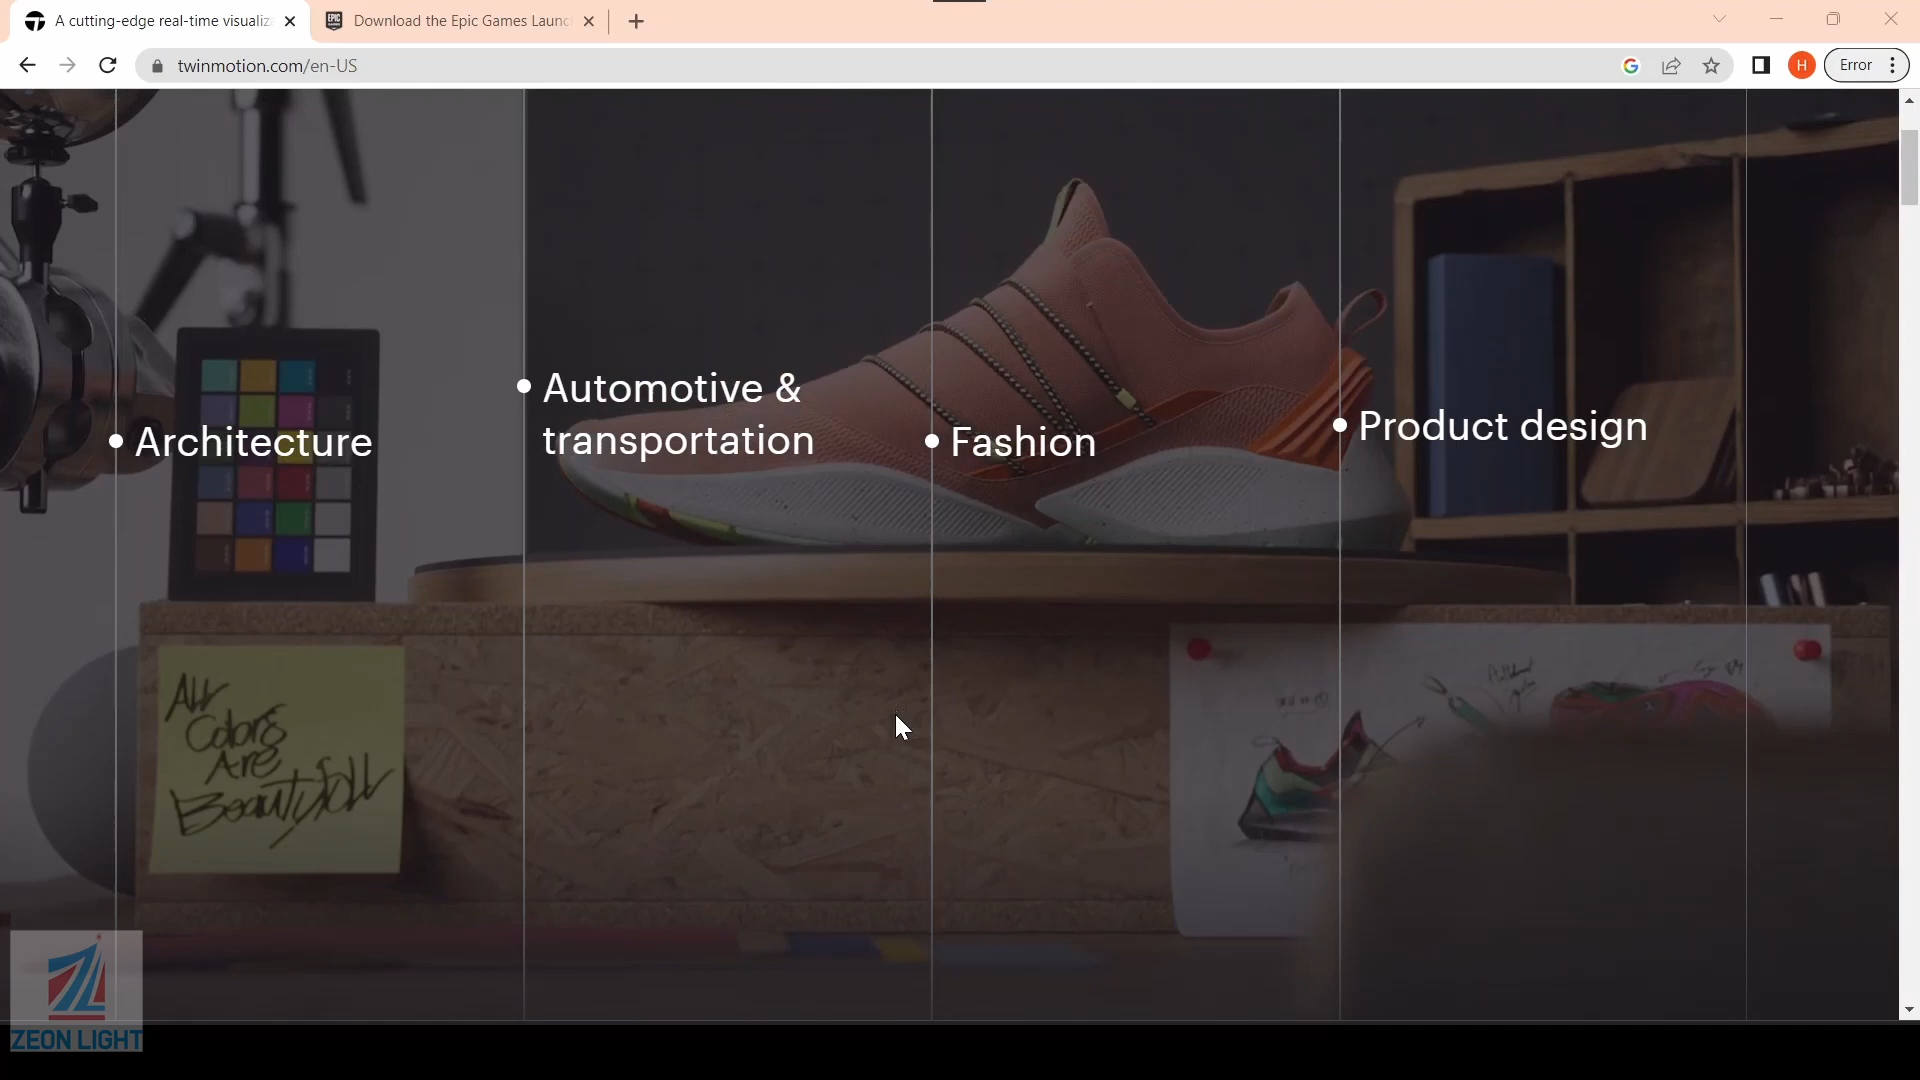 A cutting-edge real-time visualiz
Download the Epic Games Launc
twinmotion.com/en-US
H
Error
Architecture
Automotive &
transportation
Fashion
Product design
ALL
Colors
Are
Beautyfull
ZEON LIGHT